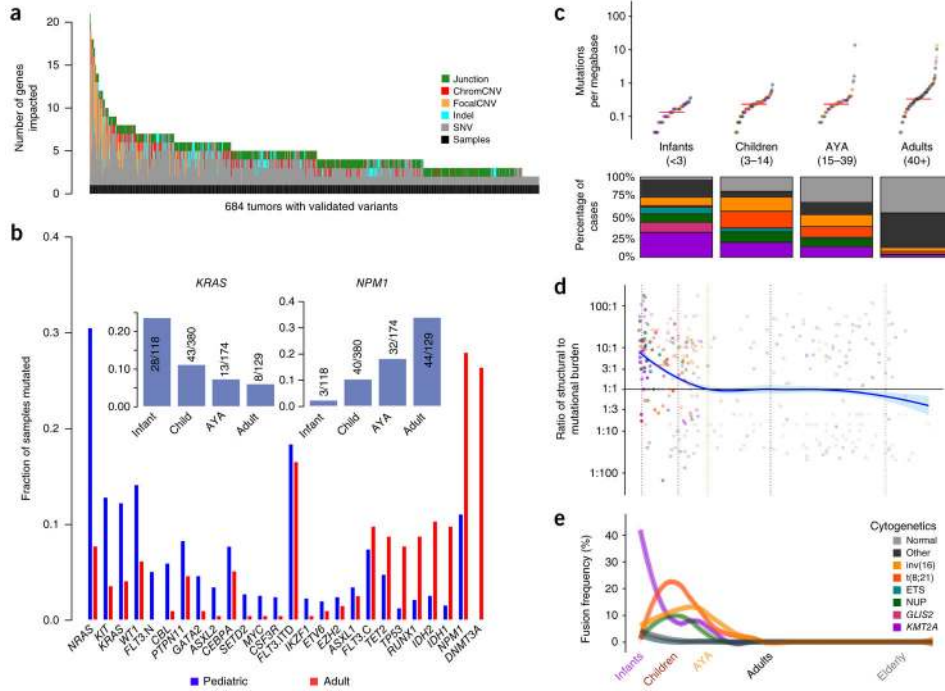 a
Number of genes
impacted
20
15
10
5
0
Junction
ChromCNV
FocalCNV
Indel
SNV
Samples
684 tumors with validated variants
b
Fraction of samples mutated
0.3
0.2
0.1
0.0
KRAS
0.20
0.10
0.00
28/118
43/380
13/174
8/129
Infant
Child
AYA
Adult
NPM1
0.4
0.3
0.2
0.1
0.0
3/118
40/380
32/174
44/129
Infant
Child
AYA
Adult
NRAS
KIT
KRAS
WT1
FLT3.N
CBL
PTPN11
GATA2
ASXL2
CEBPA
SETD2
MYC
CSF3R
FLT3.ITD
IKZF1
ETV6
EZH2
ASXL1
FLT3.C
TET2
TP53
RUNX1
IDH2
IDH1
NPM1
DNMT3A
Pediatric
Adult
c
Mutations
per megabase
100
10
1
0.1
Infants
(<3)
Children
(3–14)
AYA
(15–39)
Adults
(40+)
Percentage of
cases
100%
75%
50%
25%
0%
d
Ratio of structural to
mutational burden
100:1
10:1
3:1
1:1
1:3
1:10
1:100
e
Fusion frequency (%)
40
30
20
10
0
Cytogenetics
Normal
Other
inv(16)
t(8;21)
ETS
NUP
GLIS2
KMT2A
Infants
Children
AYA
Adults
Elderly